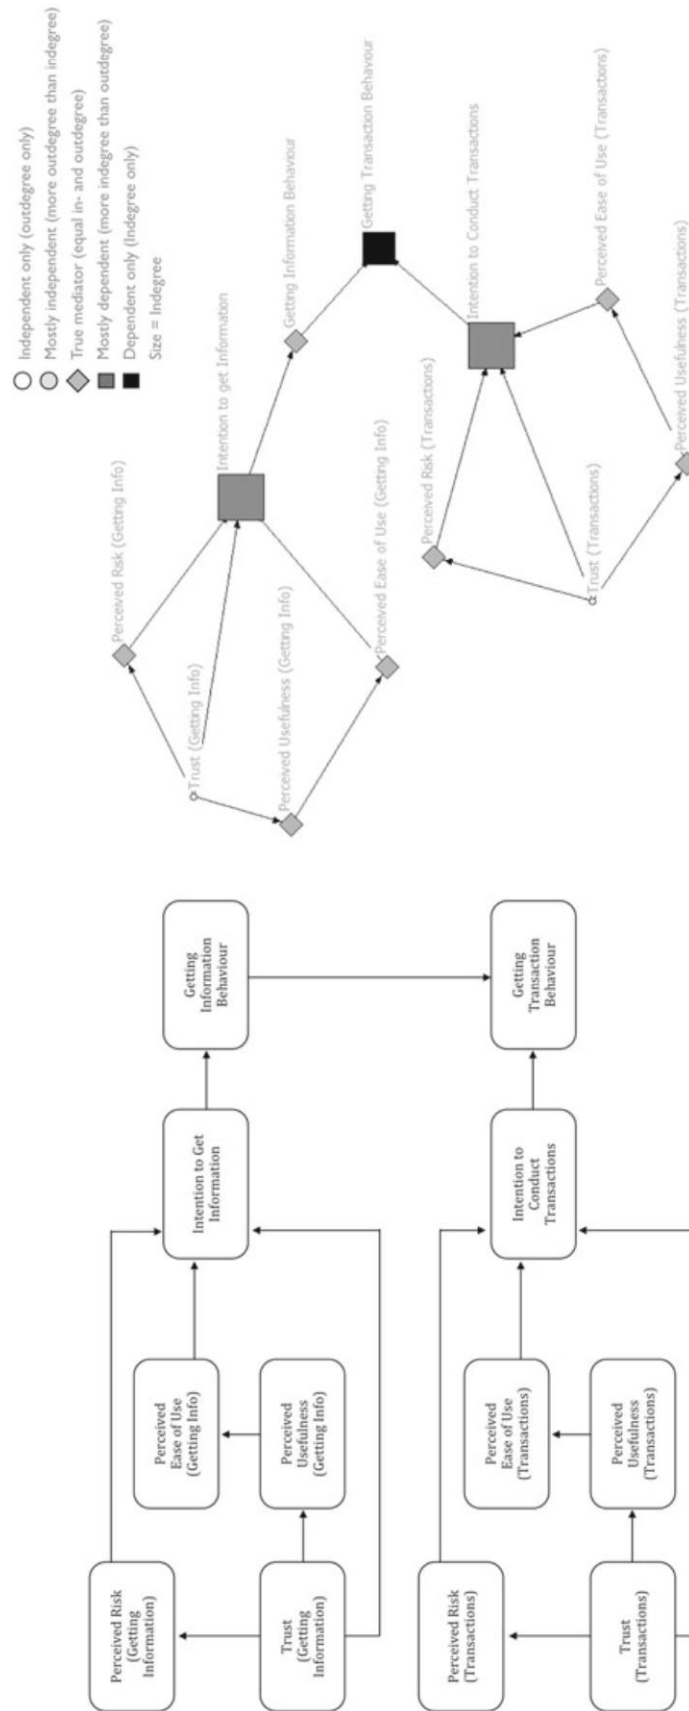 Perceived Risk
(Getting
Information)
Trust
(Getting
Information)
Perceived
Ease of Use
(Getting Info)
Perceived
Usefulness
(Getting Info)
Intention to Get
Information
Getting
Information
Behaviour
Perceived Risk
(Transactions)
Trust
(Transactions)
Perceived
Ease of Use
(Transactions)
Perceived
Usefulness
(Transactions)
Intention to
Conduct
Transactions
Getting
Transaction
Behaviour
Independent only (outdegree only)
Mostly independent (more outdegree than indegree)
True mediator (equal in- and outdegree)
Mostly dependent (more indegree than outdegree)
Dependent only (Indegree only)
Size = Indegree
Perceived Risk (Getting Info)
Trust (Getting Info)
Perceived Usefulness (Getting Info)
Perceived Ease of Use (Getting Info)
Intention to get Information
Getting Information Behaviour
Getting Transaction Behaviour
Perceived Risk (Transactions)
Intention to Conduct Transactions
Trust (Transactions)
Perceived Ease of Use (Transactions)
Perceived Usefulness (Transactions)